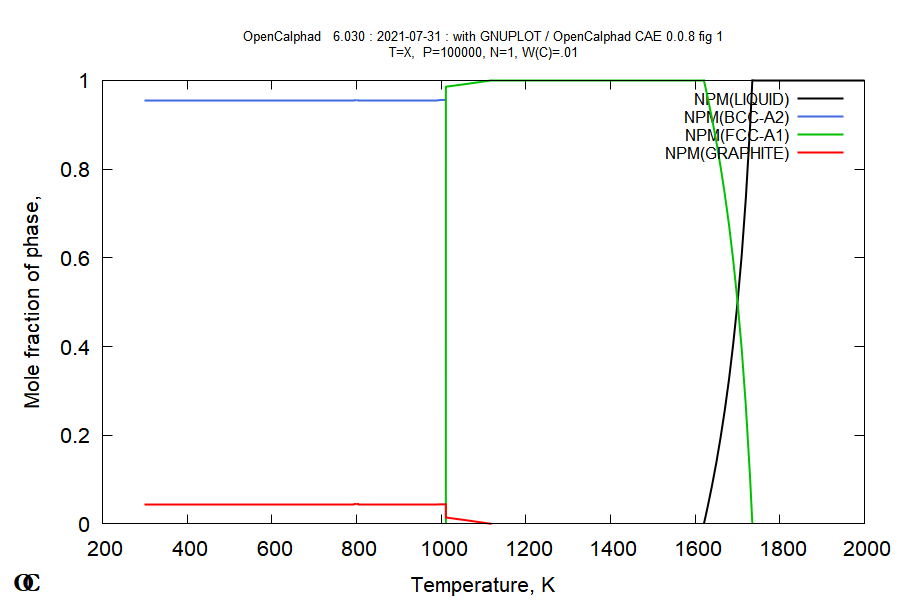 OpenCalphad 6.030 : 2021-07-31 : with GNUPLOT / OpenCalphad CAE 0.0.8 fig 1
T=X, P=100000, N=1, W(C)=.01
NPM(LIQUID)
NPM(BCC-A2)
NPM(FCC-A1)
NPM(GRAPHITE)
Mole fraction of phase,
1
0.8
0.6
0.4
0.2
0
200 400 600 800 1000 1200 1400 1600 1800 2000
Temperature, K
OC